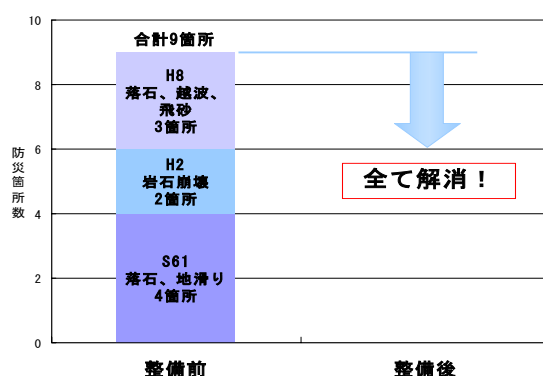 10
合計9箇所
H8
落石、越波、
飛砂
3箇所
8
防災箇所数
6
H2
岩石崩壊
2箇所
全て解消！
4
S61
落石、地滑り
4箇所
2
0
整備前
整備後